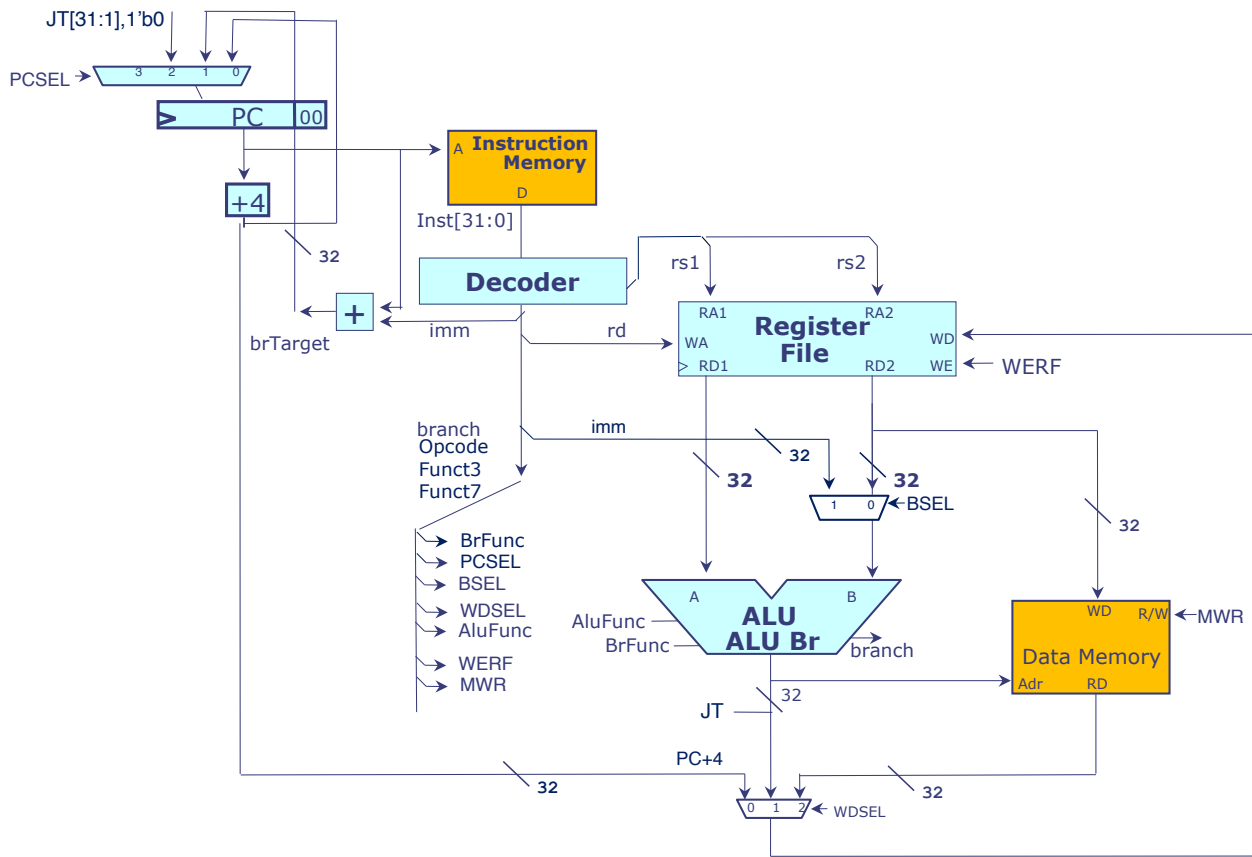 JT[31:1],1'b0
PCSEL
3 2 1 0
PC 00
A Instruction
Memory
D
+4
Inst[31:0]
32
Decoder
rs1
rs2
+
brTarget
imm
rd
RA1
RA2
Register
File
WA
WD
RD1
RD2
WE
WERF
branch
Opcode
Funct3
Funct7
imm
32
32
32
32
1 0
BSEL
BrFunc
PCSEL
BSEL
WDSEL
AluFunc
WERF
MWR
A
B
ALU
ALU Br
AluFunc
BrFunc
branch
WD
R/W
MWR
Data Memory
Adr
RD
32
JT
PC+4
32
32
0 1 2
WDSEL